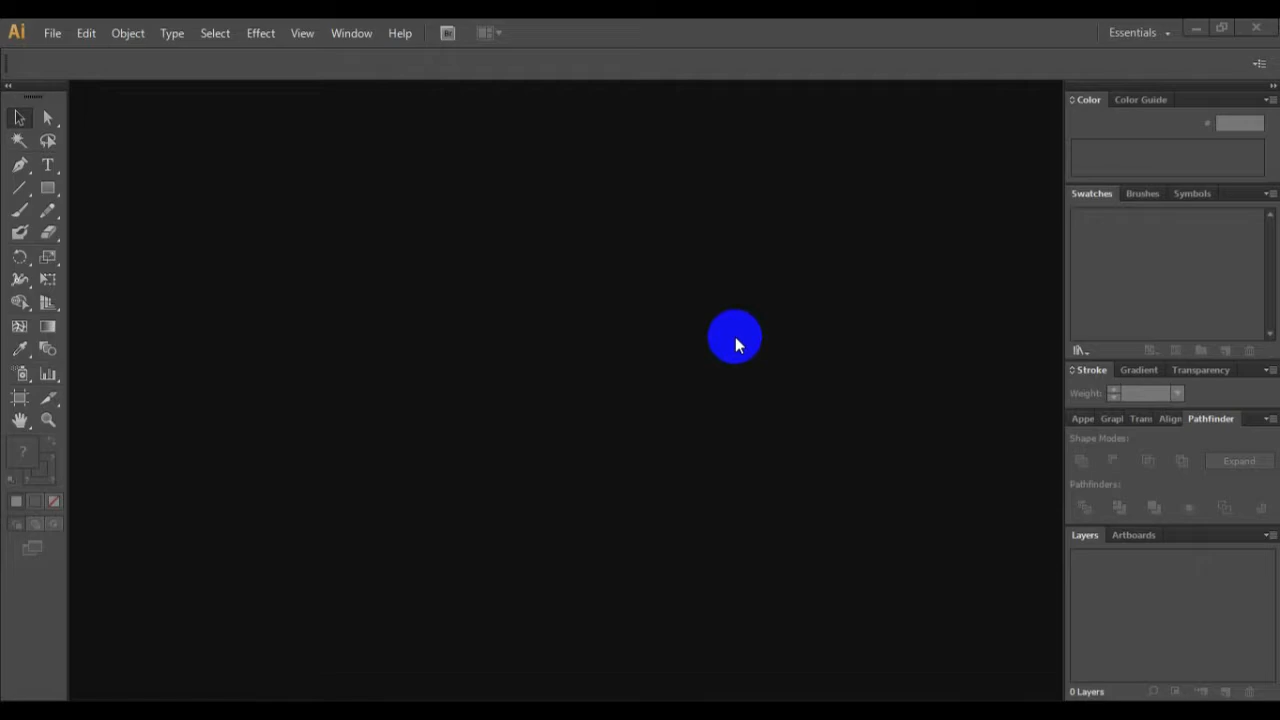 Ai File Edit Object Type Select Effect View Window Help Br Essentials
Color Color Guide
Swatches Brushes Symbols
T
Stroke Gradient Transparency
Weight:
Appe Grapl Tran Align Pathfinder
Shape Modes:
? Expand
Pathfinders:
Layers Artboards
0 Layers